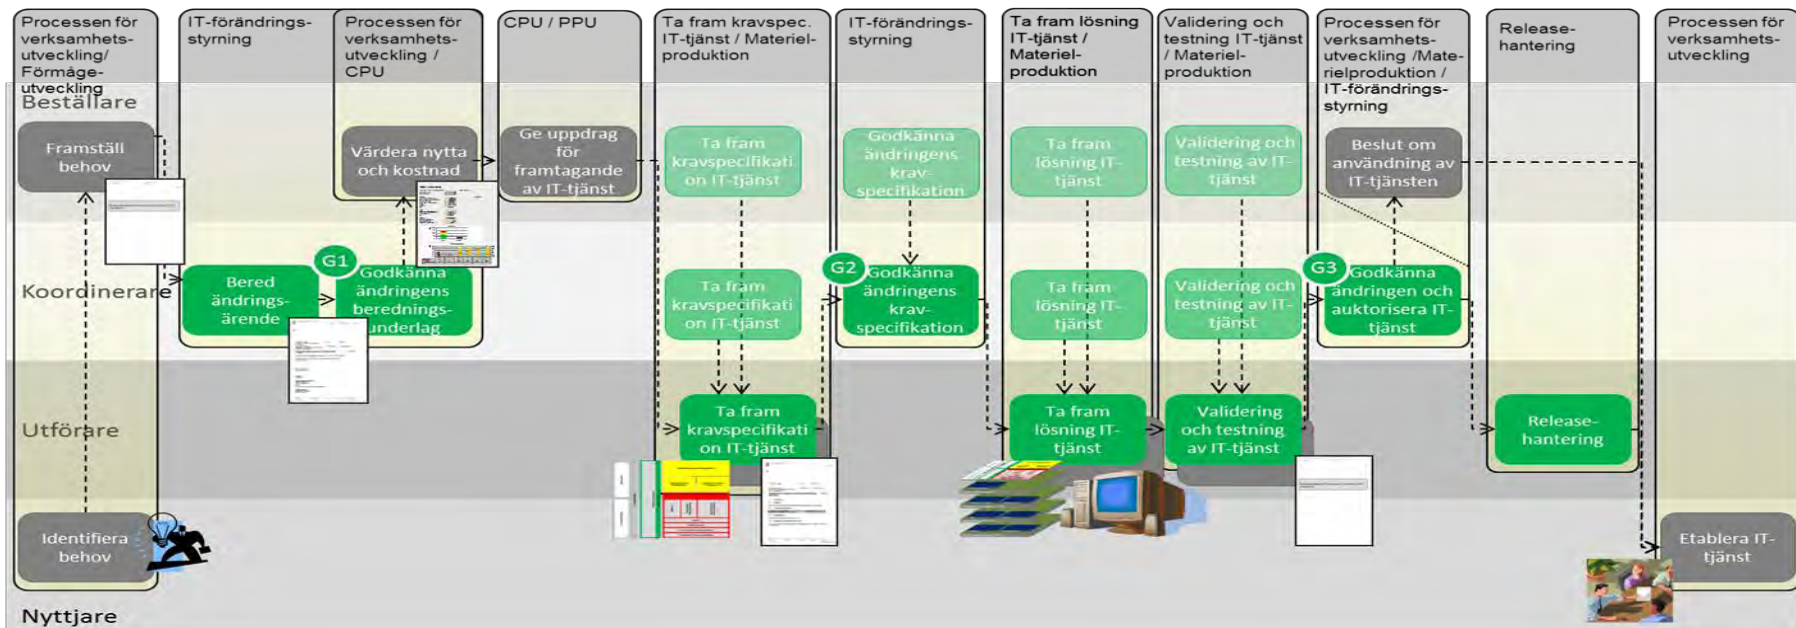 Processen för
verksamhets-
utveckling/
Förmåge-
utveckling
IT-förändrings-
styrning
Processen för
verksamhets-
utveckling /
CPU
CPU / PPU
Ta fram kravspec.
IT-tjänst / Materiel-
produktion
IT-förändrings-
styrning
Ta fram lösning
IT-tjänst /
Materiel-
produktion
Validering och
testning IT-tjänst
/ Materiel-
produktion
Processen för
verksamhets-
utveckling /Mate-
rielproduktion /
IT-förändrings-
styrning
Release-
hantering
Processen för
verksamhets-
utveckling
Beställare
Framställ
behov
Värdera nytta
och kostnad
Ge uppdrag
för
framtagande
av IT-tjänst
Ta fram
kravspecifikati
on IT-tjänst
Godkänna
ändringens
krav-
specifikation
Ta fram
lösning IT-
tjänst
Validering och
testning av IT-
tjänst
Beslut om
användning av
IT-tjänsten
Koordinerare
Bered
ändrings-
ärende
G1
Godkänna
ändringens
berednings-
underlag
Ta fram
kravspecifikati
on IT-tjänst
G2
Godkänna
ändringens
krav-
specifikation
Ta fram
lösning IT-
tjänst
Validering och
testning av IT-
tjänst
G3
Godkänna
ändringen och
auktorisera IT-
tjänst
Utförare
Ta fram
kravspecifikati
on IT-tjänst
Ta fram
lösning IT-
tjänst
Validering
och testning
av IT-tjänst
Release-
hantering
Identifiera
behov
Etablera IT-
tjänst
Nyttjare